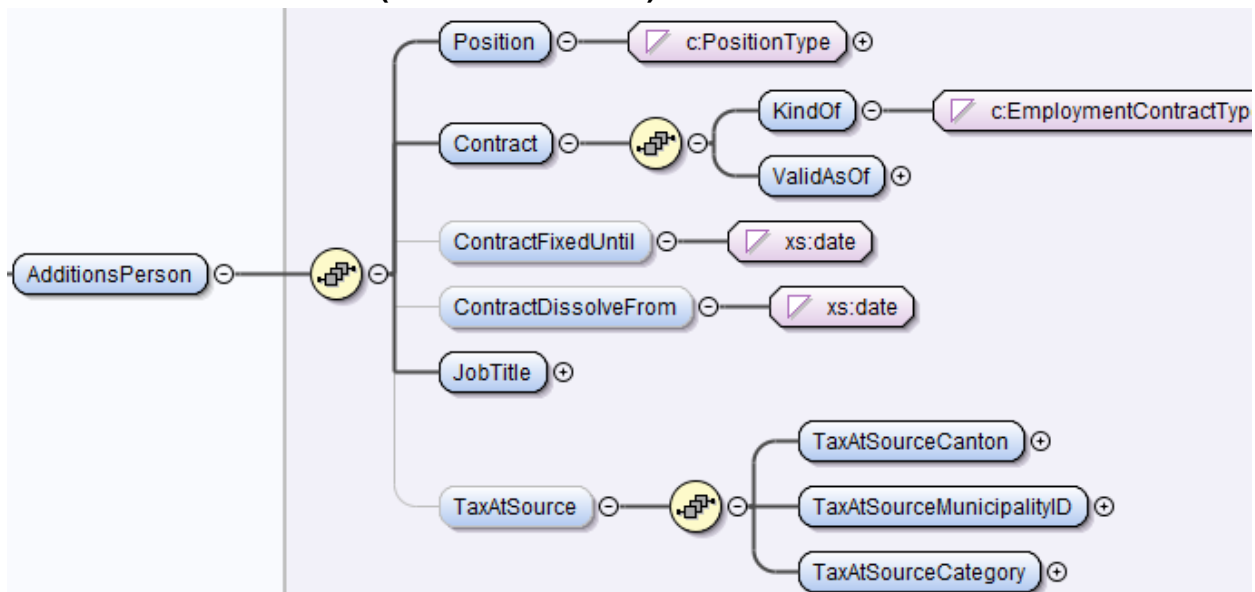 Position c:PositionType
KindOf c:EmploymentContractTyp
Contract
ValidAsOf
ContractFixedUntil xs:date
AdditionsPerson
ContractDissolveFrom xs:date
JobTitle
TaxAtSourceCanton
TaxAtSource TaxAtSourceMunicipalityID
TaxAtSourceCategory